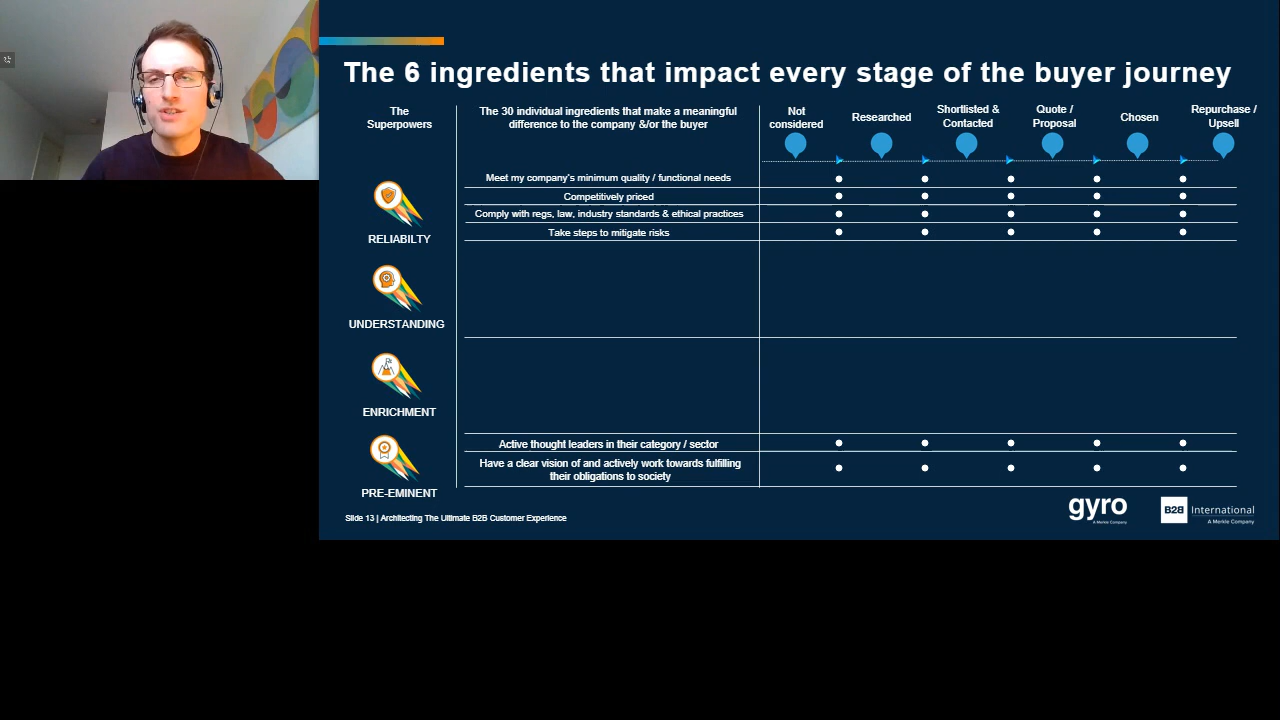 The 6 ingredients that impact every stage of the buyer journey
The
Superpowers
The 30 individual ingredients that make a meaningful
difference to the company &/or the buyer
Not
considered
Researched
Shortlisted &
Contacted
Quote /
Proposal
Chosen
Repurchase /
Upsell
Meet my company's minimum quality / functional needs
Competitively priced
Comply with regs, law, industry standards & ethical practices
Take steps to mitigate risks
RELIABILTY
UNDERSTANDING
ENRICHMENT
Active thought leaders in their category / sector
Have a clear vision of and actively work towards fulfilling
their obligations to society
PRE-EMINENT
Slide 13 | Architecting The Ultimate B2B Customer Experience
gyro
A Merkle Company
B2B International
A Merkle Company